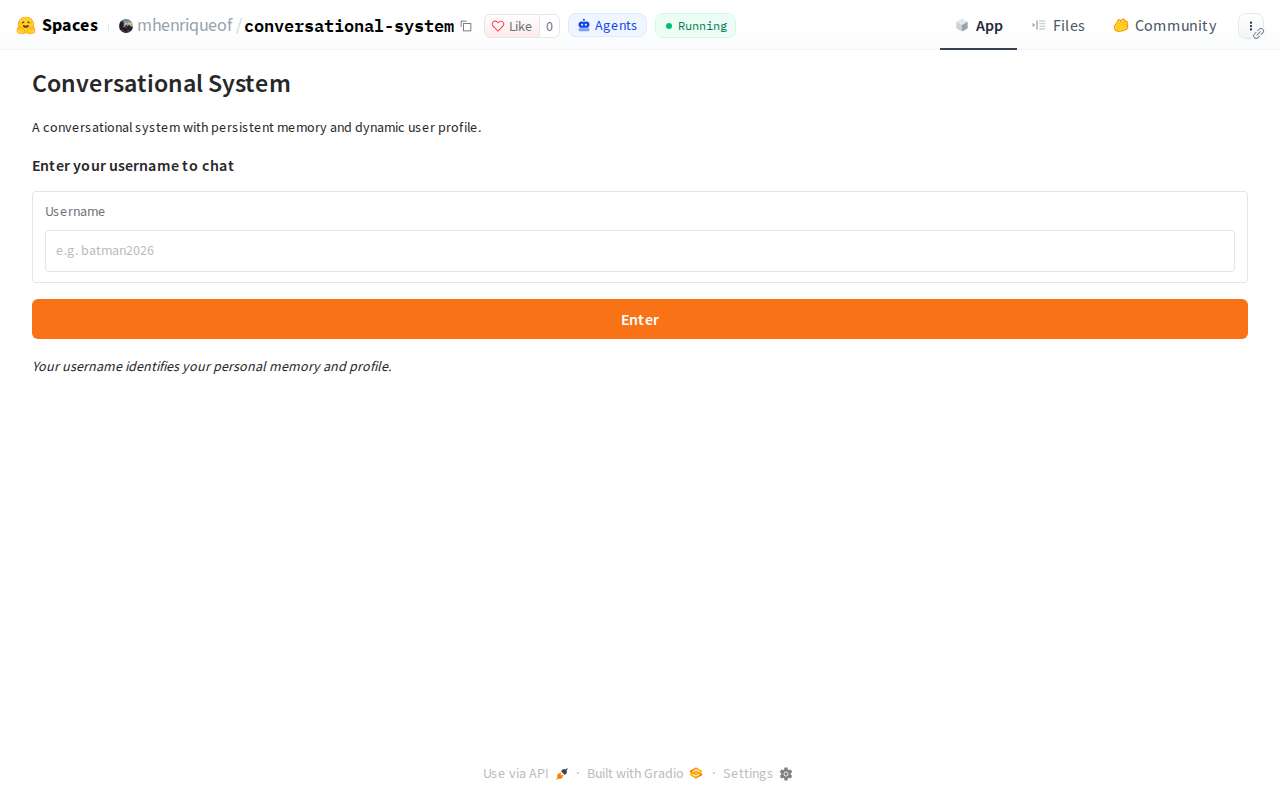 Spaces
mhenriqueof / conversational-system
Like 0
Agents
Running
App
Files
Community
Conversational System
A conversational system with persistent memory and dynamic user profile.
Enter your username to chat
Username
e.g. batman2026
Enter
Your username identifies your personal memory and profile.
Use via API · Built with Gradio · Settings